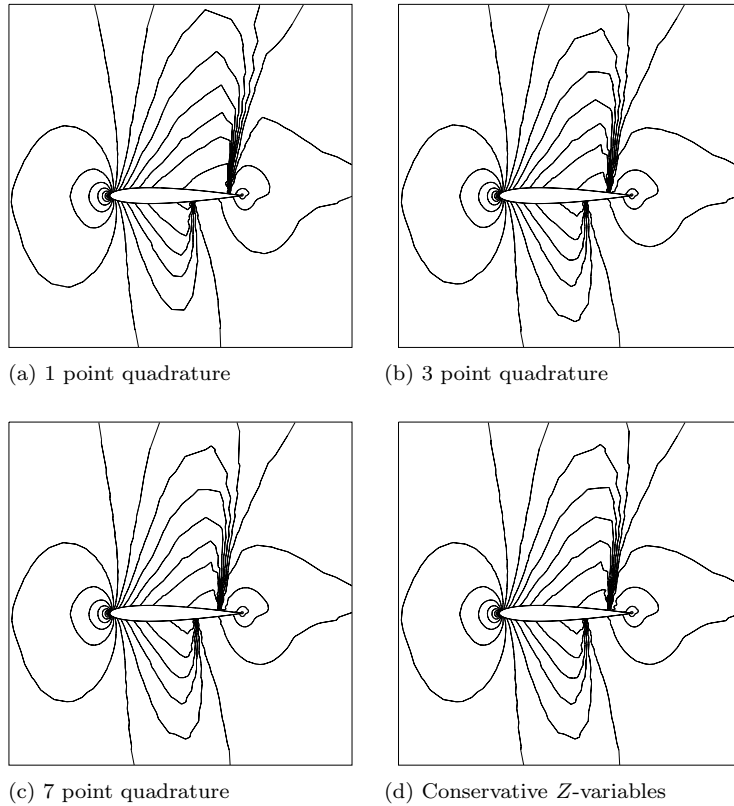 (a) 1 point quadrature
(b) 3 point quadrature
(c) 7 point quadrature
(d) Conservative Z-variables